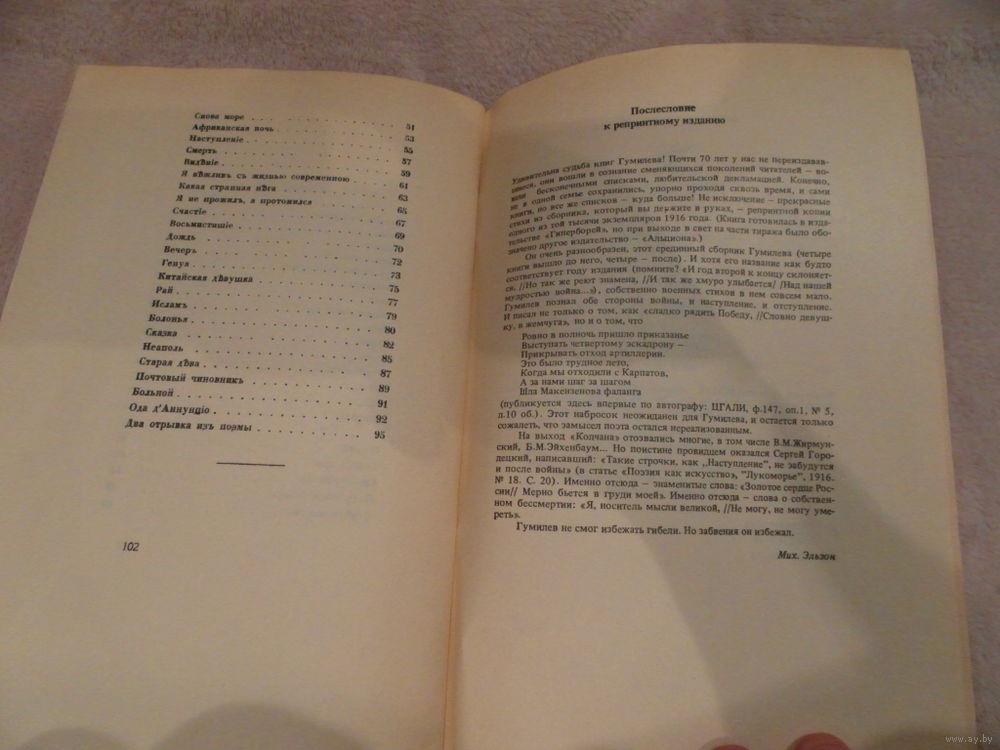 Снова море . . . 51
Африканская ночь . . . 53
Наступленіе . . . 55
Смерть . . . 57
Видѣніе . . . 59
Я вѣжливъ съ жизнью современною . . . 61
Какая странная нѣга . . . 63
Я не прожилъ, а протомился . . . 65
Счастіе . . . 67
Восьмистишіе . . . 69
Дождь . . . 70
Вечеръ . . . 72
Генуя . . . 73
Китайская дѣвушка . . . 75
Рай . . . 77
Исламъ . . . 79
Болонья . . . 80
Сказка . . . 82
Неаполь . . . 85
Старая дѣва . . . 87
Почтовый чиновникъ . . . 89
Больной . . . 91
Ода д'Аннунціо . . . 92
Два отрывка изъ поэмы . . . 95
102
Послесловие
к репринтному изданию
Удивительна судьба книг Гумилева! Почти 70 лет у нас не переиздавав-
шиеся, они вошли в сознание сменяющихся поколений читателей – во-
шли бесконечными списками, любительской декламацией. Конечно,
не в одной семье сохранились, упорно проходя сквозь время, и сами
книги, но все же списков – куда больше! Не исключение – прекрасные
стихи из сборника, который вы держите в руках, – репринтной копии
одного из той тысячи экземпляров 1916 года. (Книга готовилась в изда-
тельстве «Гиперборей», но при выходе в свет на части тиража было обо-
значено другое издательство – «Альциона».)
Он очень разнообразен, этот срединный сборник Гумилева (четыре
книги вышло до него, четыре – после). И хотя его название как будто
соответствует году издания (помните? «И год второй к концу склоняет-
ся, //Но так же реют знамена, //И так же хмуро улыбается/ /Над нашей
мудростью война...»), собственно военных стихов в нем совсем мало.
Гумилев познал обе стороны войны, и наступление, и отступление.
И писал не только о том, как «сладко рядить Победу, //Словно девуш-
ку, в жемчуга», но и о том, что
Ровно в полночь пришло приказанье
Выступать четвертому эскадрону –
Прикрывать отход артиллерии.
Это было трудное лето,
Когда мы отходили с Карпатов,
А за нами шаг за шагом
Шла Макензенова фаланга
(публикуется здесь впервые по автографу: ЦГАЛИ, ф.147, оп.1, № 5,
л.10 об.). Этот набросок неожиданен для Гумилева, и остается только
сожалеть, что замысел поэта остался нереализованным.
На выход «Колчана» отозвались многие, в том числе В.М.Жирмун-
ский, Б.М.Эйхенбаум... Но поистине провидцем оказался Сергей Горо-
децкий, написавший: «Такие строчки, как „Наступление", не забудутся
и после войны» (в статье «Поэзия как искусство», "Лукоморье", 1916.
№ 18. С. 20). Именно отсюда – знаменитые слова: «Золотое сердце Рос-
сии// Мерно бьется в груди моей». Именно отсюда – слова о собствен-
ном бессмертии: «Я, носитель мысли великой, //Не могу, не могу уме-
реть».
Гумилев не смог избежать гибели. Но забвения он избежал.
Мих. Эльзон
www.ay.by